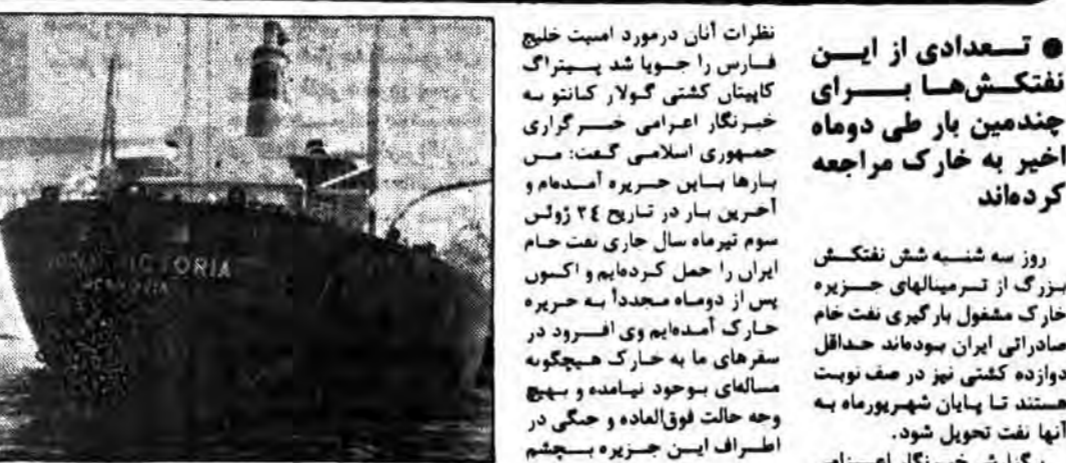 ● تعدادی از این
نفتکش‌ها برای
چندمین بار طی دوماه
اخیر به خارک مراجعه
کرده‌اند
روز سه شنبه شش نفتکش
بزرگ از ترمینالهای جزیره
خارک مشغول بارگیری نفت خام
صادراتی ایران بوده‌اند حداقل
دوازده کشتی نیز در صف نوبت
هستند تا پایان شهریورماه به
آنها نفت تحویل شود.
نظرات آنان درمورد امنیت خلیج
فارس را جویا شد پیتراگ
کاپیتان کشتی گولار کانتو به
خبرنگار اعزامی خبرگزاری
جمهوری اسلامی گفت: من
بارها باین جزیره آمده‌ام و
آخرین بار در تاریخ ۲۴ ژوئن
سوم تیرماه سال جاری نفت خام
ایران را حمل کرده‌ایم و اکنون
پس از دوماه مجدداً به جزیره
خارک آمده‌ایم وی افزود در
سفرهای ما به خارک هیچگونه
مساله‌ای بوجود نیامده و بهیچ
وجه حالت فوق‌العاده و جنگی در
اطراف این جزیره بچشم